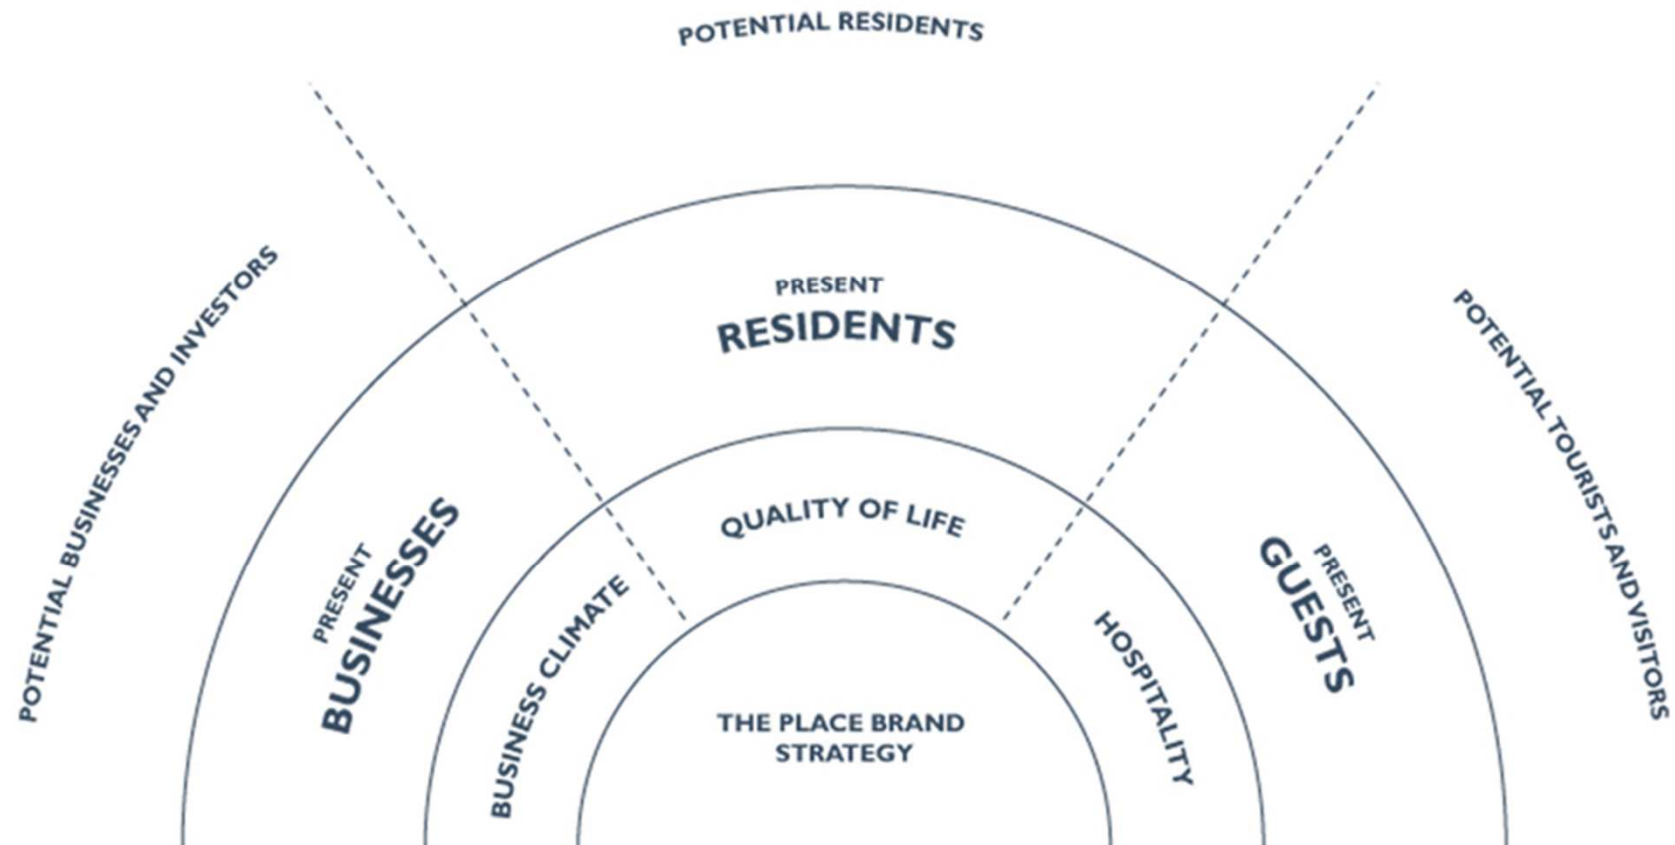 POTENTIAL RESIDENTS
POTENTIAL BUSINESSES AND INVESTORS
POTENTIAL TOURISTS AND VISITORS
PRESENT
RESIDENTS
PRESENT
BUSINESSES
PRESENT
GUESTS
QUALITY OF LIFE
BUSINESS CLIMATE
HOSPITALITY
THE PLACE BRAND
STRATEGY